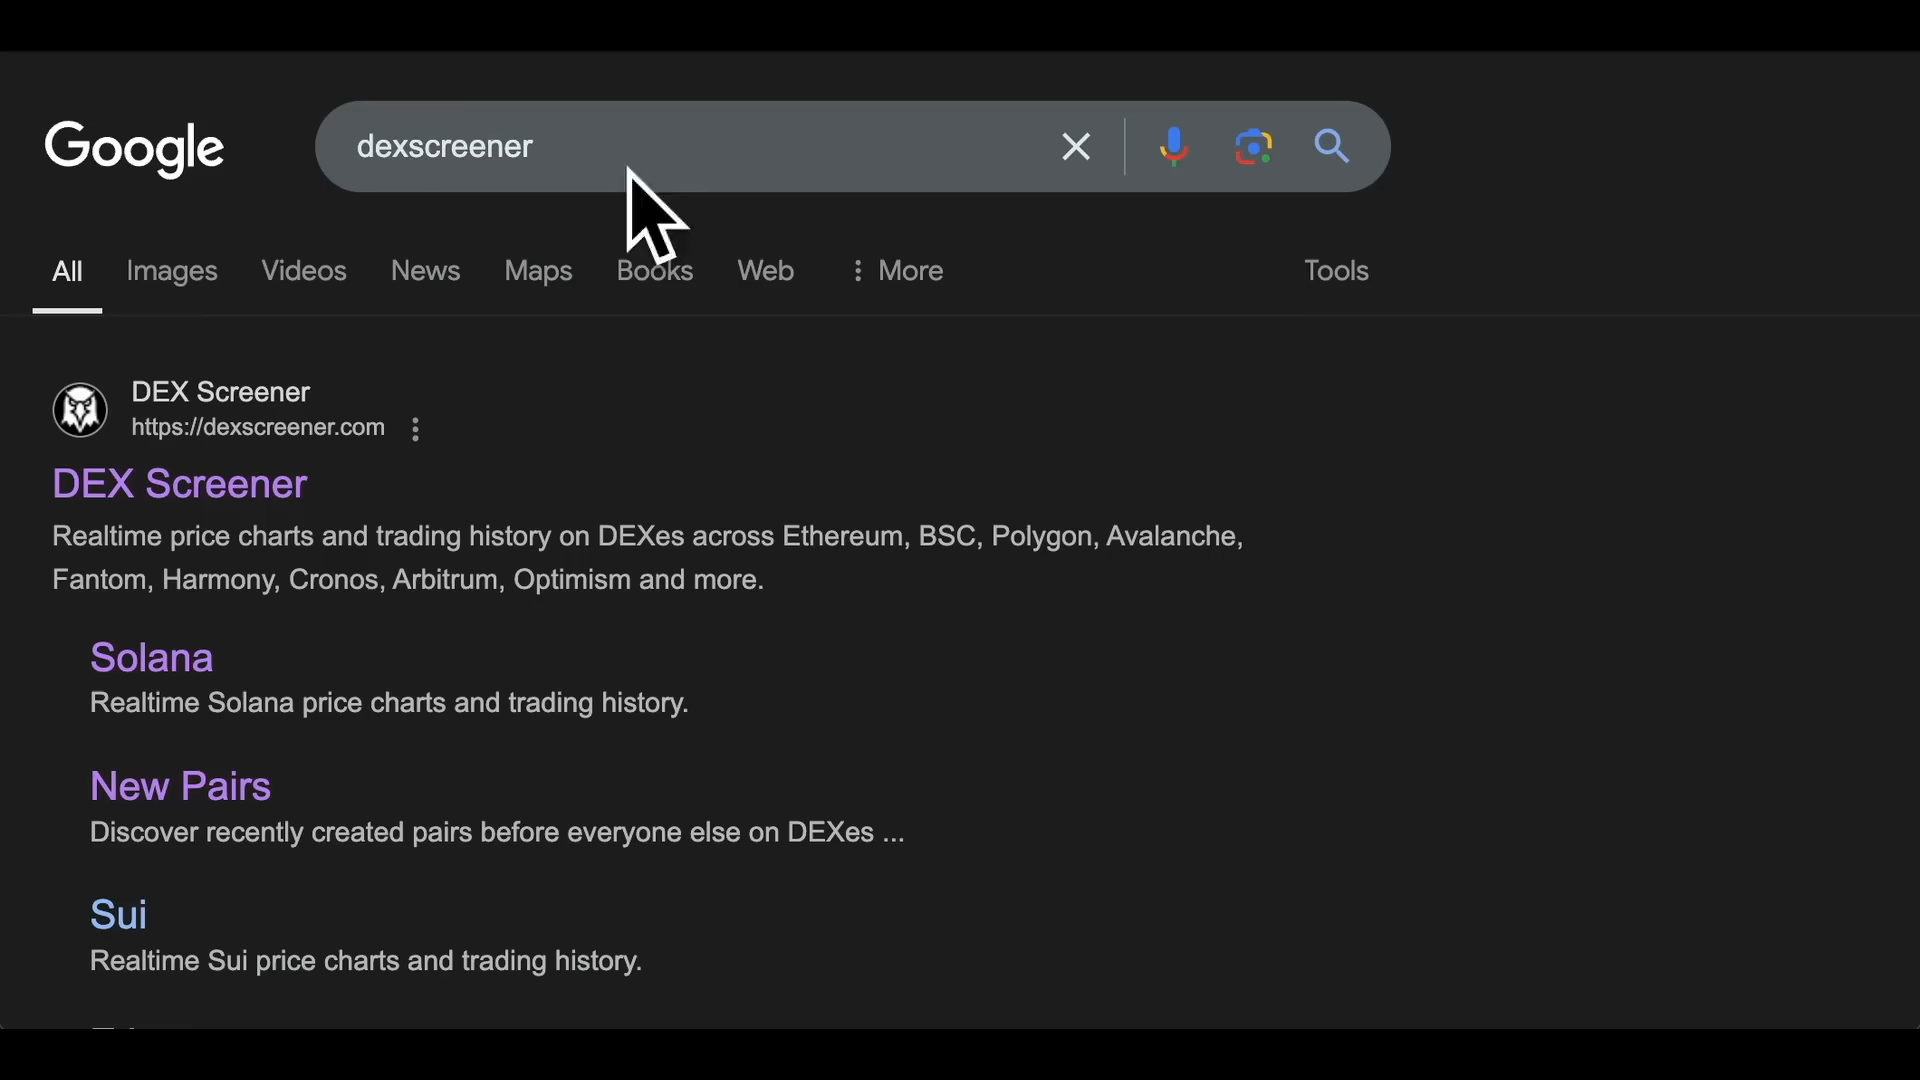 Google
dexscreener
All Images Videos News Maps Books Web More Tools
DEX Screener
https://dexscreener.com
DEX Screener
Realtime price charts and trading history on DEXes across Ethereum, BSC, Polygon, Avalanche,
Fantom, Harmony, Cronos, Arbitrum, Optimism and more.
Solana
Realtime Solana price charts and trading history.
New Pairs
Discover recently created pairs before everyone else on DEXes ...
Sui
Realtime Sui price charts and trading history.